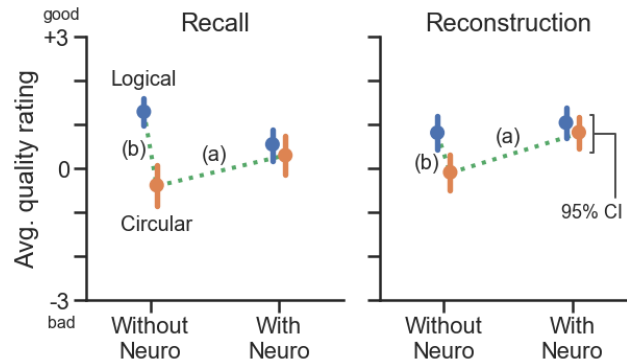 good
+3
0
-3
bad
Avg. quality rating
Recall
Logical
(b)
(a)
Circular
Without
Neuro
With
Neuro
Reconstruction
(a)
(b)
95% CI
Without
Neuro
With
Neuro